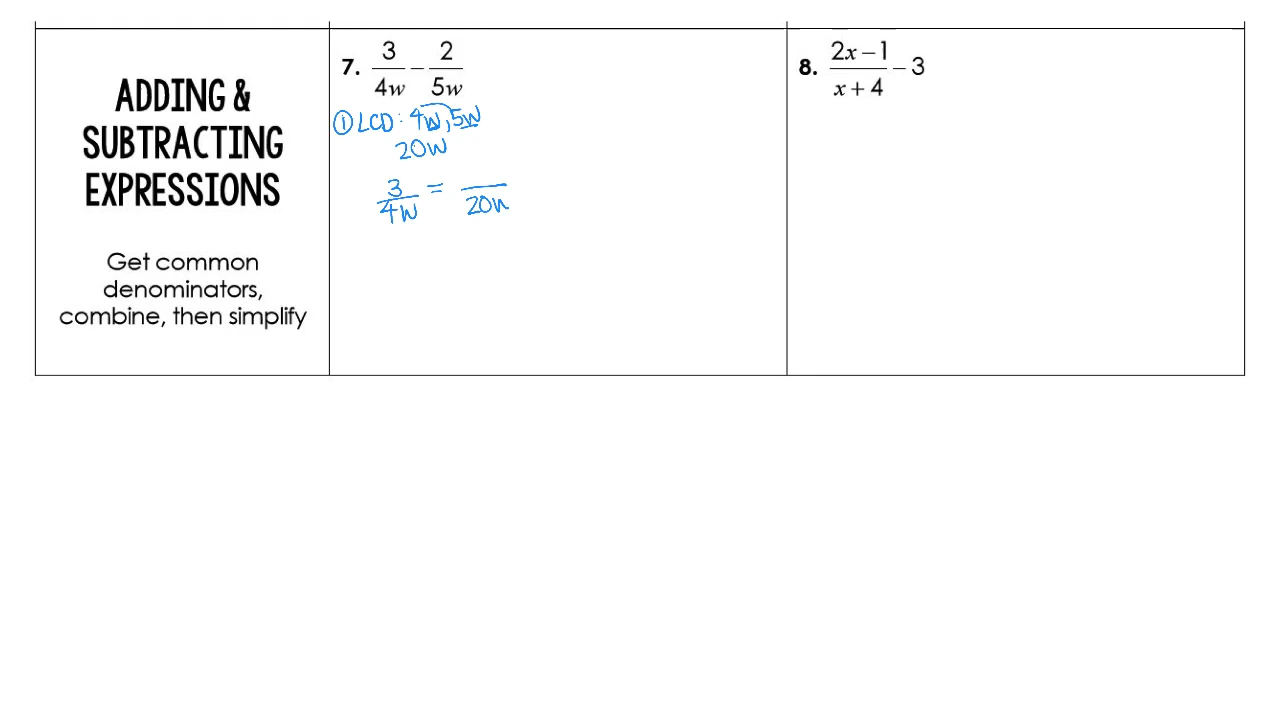 ADDING &
SUBTRACTING
EXPRESSIONS
Get common
denominators,
combine, then simplify
7. 3/4w − 2/5w
① LCD: 4w, 5w
20w
3/4w = /20w
8. (2x − 1)/(x + 4) − 3